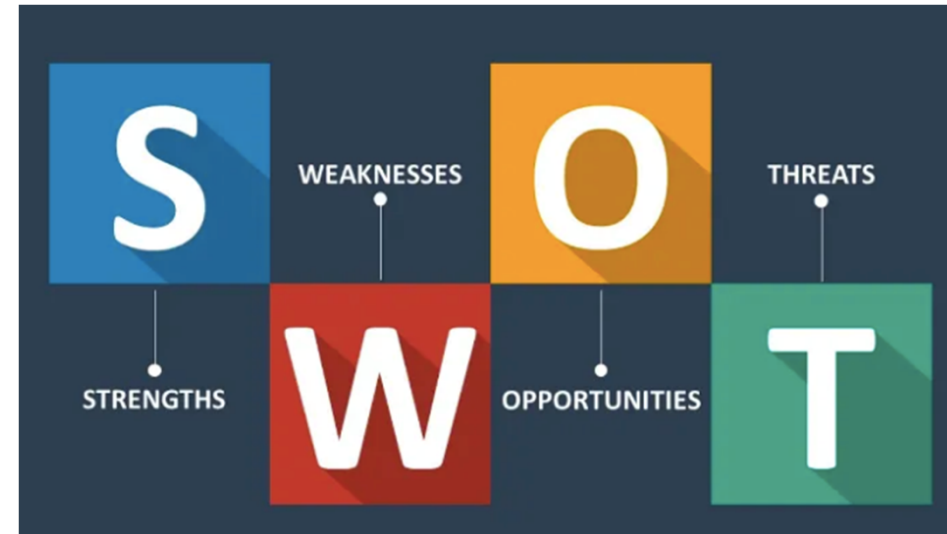 S
STRENGTHS
W
WEAKNESSES
O
OPPORTUNITIES
T
THREATS